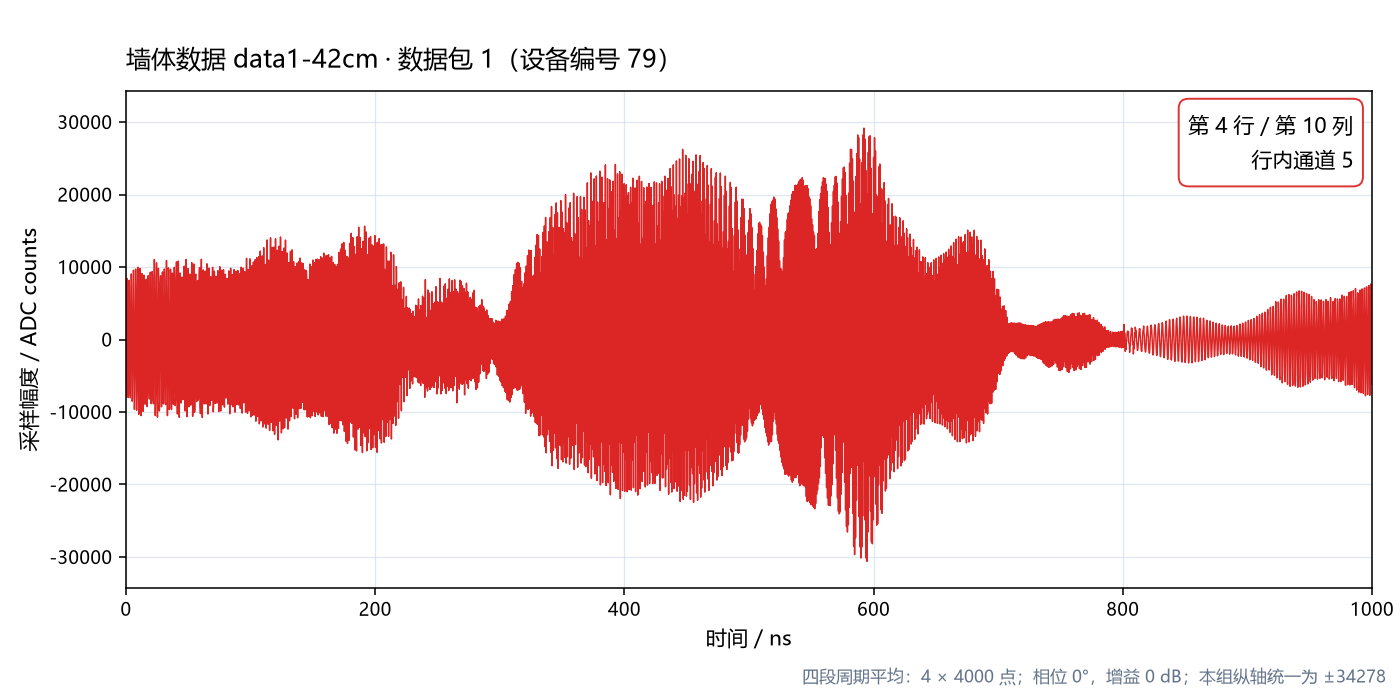 墙体数据 data1-42cm · 数据包 1（设备编号 79）
第 4 行 / 第 10 列
行内通道 5
采样幅度 / ADC counts
30000
20000
10000
0
-10000
-20000
-30000
0 200 400 600 800 1000
时间 / ns
四段周期平均：4 × 4000 点；相位 0°，增益 0 dB；本组纵轴统一为 ±34278